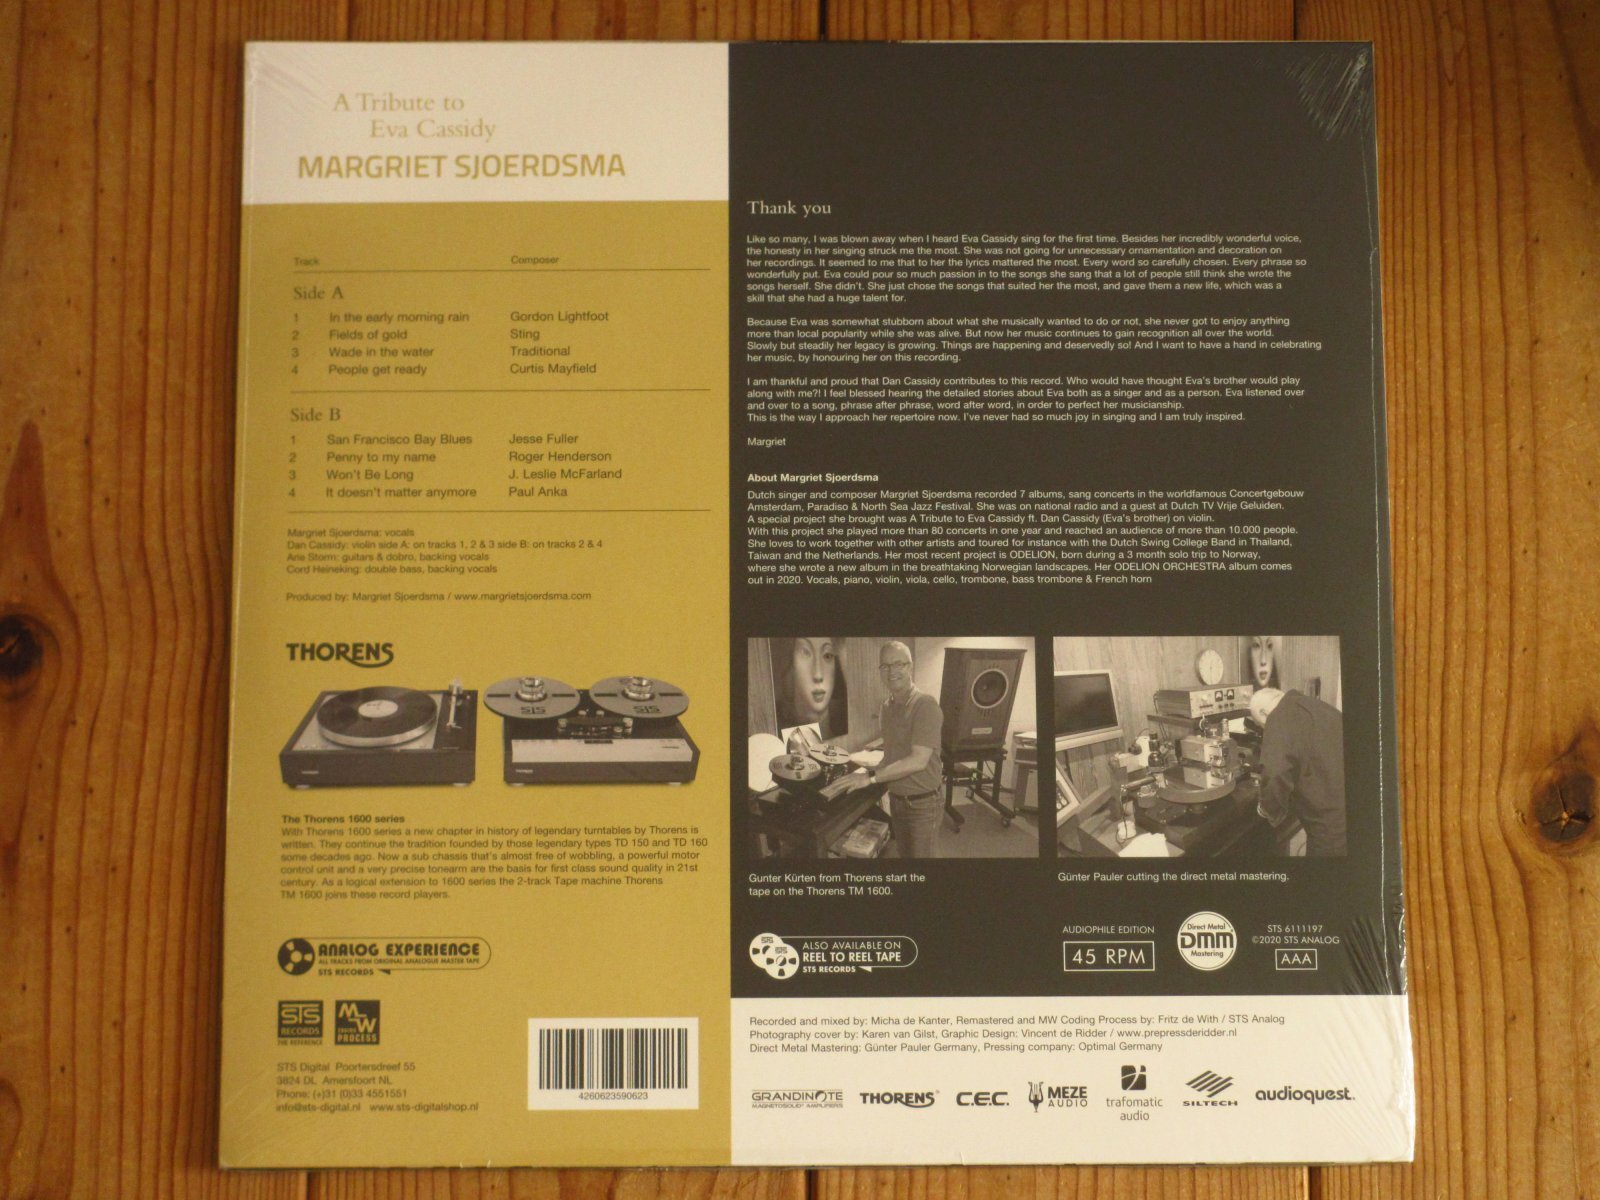 A Tribute to
Eva Cassidy
MARGRIET SJOERDSMA
Track Composer
Side A
1 In the early morning rain Gordon Lightfoot
2 Fields of gold Sting
3 Wade in the water Traditional
4 People get ready Curtis Mayfield
Side B
1 San Francisco Bay Blues Jesse Fuller
2 Penny to my name Roger Henderson
3 Won't Be Long J. Leslie McFarland
4 It doesn't matter anymore Paul Anka
Margriet Sjoerdsma: vocals
Dan Cassidy: violin side A: on tracks 1, 2 & 3 side B: on tracks 2 & 4
Arie Storm: guitars & dobro, backing vocals
Cord Heineking: double bass, backing vocals
Produced by: Margriet Sjoerdsma / www.margrietsjoerdsma.com
THORENS
STS STS
The Thorens 1600 series
With Thorens 1600 series a new chapter in history of legendary turntables by Thorens is
written. They continue the tradition founded by those legendary types TD 150 and TD 160
some decades ago. Now a sub chassis that's almost free of wobbling, a powerful motor
control unit and a very precise tonearm are the basis for first class sound quality in 21st
century. As a logical extension to 1600 series the 2-track Tape machine Thorens
TM 1600 joins these record players.
ANALOG EXPERIENCE
ALL TRACKS FROM ORIGINAL ANALOGUE MASTER TAPE
STS RECORDS
STS
RECORDS
THE REFERENCE
MW
CODING
PROCESS
STS Digital Poortersdreef 55
3824 DL Amersfoort NL
Phone: (+)31 (0)33 4551551
info@sts-digital.nl www.sts-digitalshop.nl
4260623590623
Thank you
Like so many, I was blown away when I heard Eva Cassidy sing for the first time. Besides her incredibly wonderful voice,
the honesty in her singing struck me the most. She was not going for unnecessary ornamentation and decoration on
her recordings. It seemed to me that to her the lyrics mattered the most. Every word so carefully chosen. Every phrase so
wonderfully put. Eva could pour so much passion in to the songs she sang that a lot of people still think she wrote the
songs herself. She didn't. She just chose the songs that suited her the most, and gave them a new life, which was a
skill that she had a huge talent for.
Because Eva was somewhat stubborn about what she musically wanted to do or not, she never got to enjoy anything
more than local popularity while she was alive. But now her music continues to gain recognition all over the world.
Slowly but steadily her legacy is growing. Things are happening and deservedly so! And I want to have a hand in celebrating
her music, by honouring her on this recording.
I am thankful and proud that Dan Cassidy contributes to this record. Who would have thought Eva's brother would play
along with me?! I feel blessed hearing the detailed stories about Eva both as a singer and as a person. Eva listened over
and over to a song, phrase after phrase, word after word, in order to perfect her musicianship.
This is the way I approach her repertoire now. I've never had so much joy in singing and I am truly inspired.
Margriet
About Margriet Sjoerdsma
Dutch singer and composer Margriet Sjoerdsma recorded 7 albums, sang concerts in the worldfamous Concertgebouw
Amsterdam, Paradiso & North Sea Jazz Festival. She was on national radio and a guest at Dutch TV Vrije Geluiden.
A special project she brought was A Tribute to Eva Cassidy ft. Dan Cassidy (Eva's brother) on violin.
With this project she played more than 80 concerts in one year and reached an audience of more than 10.000 people.
She loves to work together with other artists and toured for instance with the Dutch Swing College Band in Thailand,
Taiwan and the Netherlands. Her most recent project is ODELION, born during a 3 month solo trip to Norway,
where she wrote a new album in the breathtaking Norwegian landscapes. Her ODELION ORCHESTRA album comes
out in 2020. Vocals, piano, violin, viola, cello, trombone, bass trombone & French horn
Gunter Kürten from Thorens start the
tape on the Thorens TM 1600.
Günter Pauler cutting the direct metal mastering.
ALSO AVAILABLE ON
REEL TO REEL TAPE
STS RECORDS
AUDIOPHILE EDITION
45 RPM
Direct Metal
DMM
Mastering
STS 6111197
©2020 STS ANALOG
AAA
Recorded and mixed by: Micha de Kanter, Remastered and MW Coding Process by: Fritz de With / STS Analog
Photography cover by: Karen van Gilst, Graphic Design: Vincent de Ridder / www.prepressderidder.nl
Direct Metal Mastering: Günter Pauler Germany, Pressing company: Optimal Germany
GRANDINOTE
MAGNETOSOLID AMPLIFIERS
THORENS
C.E.C.
MEZE
AUDIO
trafomatic
audio
SILTECH
audioquest.